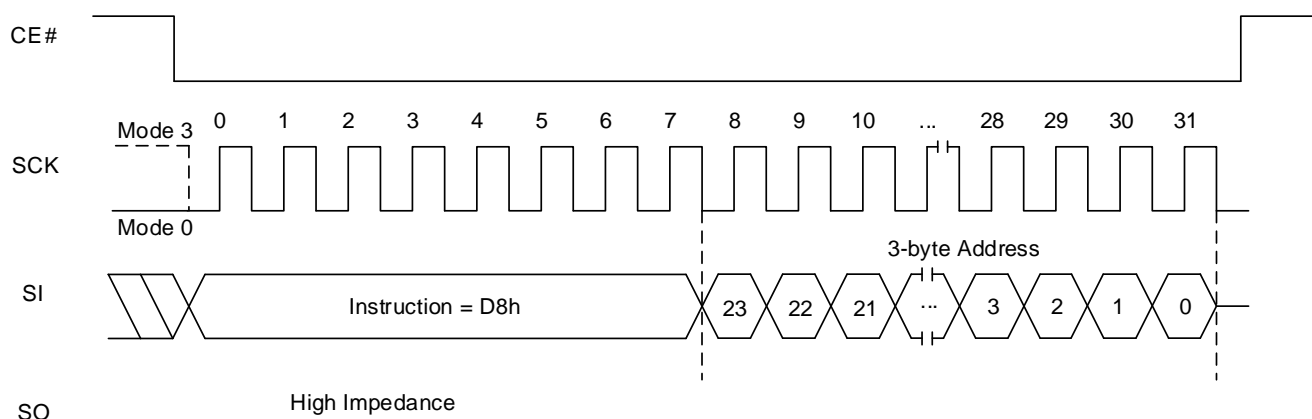 CE#
0 1 2 3 4 5 6 7 8 9 10 ... 28 29 30 31
Mode 3
SCK
Mode 0
3-byte Address
SI
Instruction = D8h 23 22 21 ... 3 2 1 0
High Impedance
SO